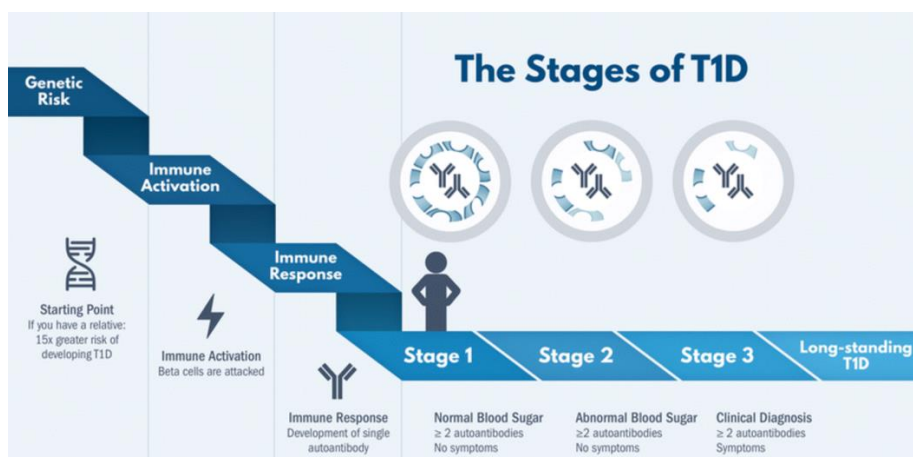 The Stages of T1D
Genetic
Risk
Immune
Activation
Immune
Response
Stage 1
Stage 2
Stage 3
Long-standing
T1D
Starting Point
If you have a relative:
15x greater risk of
developing T1D
Immune Activation
Beta cells are attacked
Immune Response
Development of single
autoantibody
Normal Blood Sugar
≥ 2 autoantibodies
No symptoms
Abnormal Blood Sugar
≥2 autoantibodies
No symptoms
Clinical Diagnosis
≥ 2 autoantibodies
Symptoms